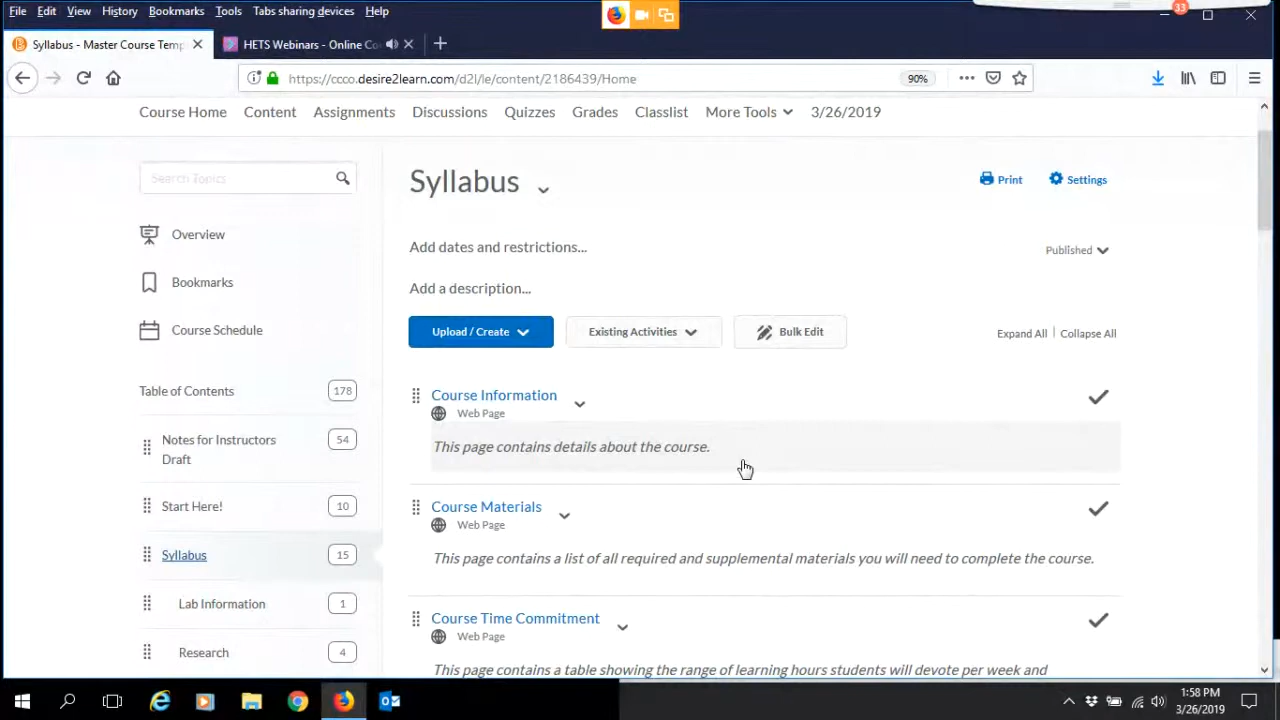 File Edit View History Bookmarks Tools Tabs sharing devices Help
33
Syllabus - Master Course Temp
HETS Webinars - Online Co
https://ccco.desire2learn.com/d2l/le/content/2186439/Home
90%
Course Home Content Assignments Discussions Quizzes Grades Classlist More Tools 3/26/2019
Search Topics
Overview
Bookmarks
Course Schedule
Table of Contents 178
Notes for Instructors Draft 54
Start Here! 10
Syllabus 15
Lab Information 1
Research 4
Syllabus
Print Settings
Add dates and restrictions...
Published
Add a description...
Upload / Create Existing Activities Bulk Edit
Expand All | Collapse All
Course Information
Web Page
This page contains details about the course.
Course Materials
Web Page
This page contains a list of all required and supplemental materials you will need to complete the course.
Course Time Commitment
Web Page
This page contains a table showing the range of learning hours students will devote per week and
1:58 PM
3/26/2019